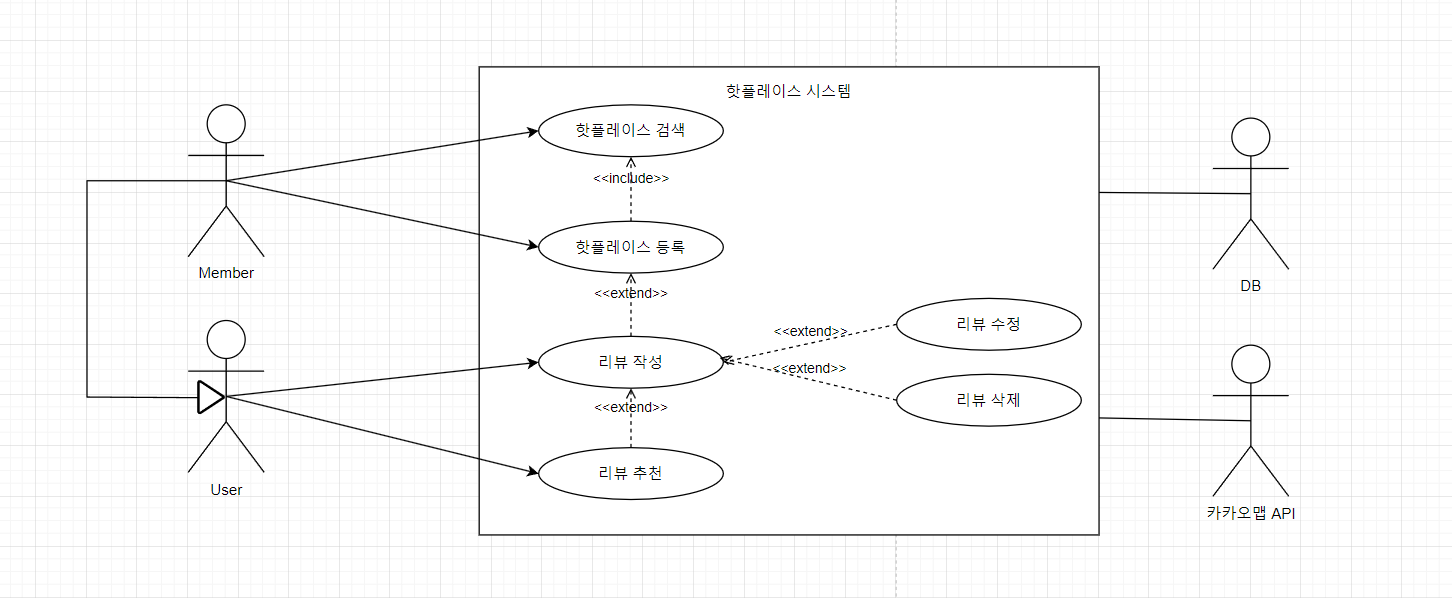 핫플레이스 시스템
핫플레이스 검색
<<include>>
핫플레이스 등록
Member
DB
<<extend>>
리뷰 수정
<<extend>>
리뷰 작성
<<extend>>
리뷰 삭제
<<extend>>
리뷰 추천
User
카카오맵 API